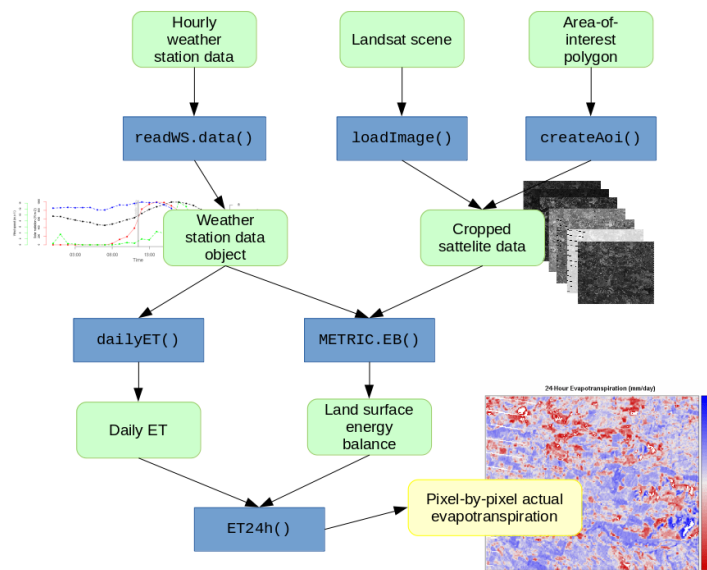 Hourly
weather
station data
Landsat scene
Area-of-
interest
polygon
readWS.data()
loadImage()
createAoi()
Weather
station data
object
Time
Cropped
sattelite data
dailyET()
METRIC.EB()
24-Hour Evapotranspiration (mm/day)
Daily ET
Land surface
energy
balance
Pixel-by-pixel actual
evapotranspiration
ET24h()